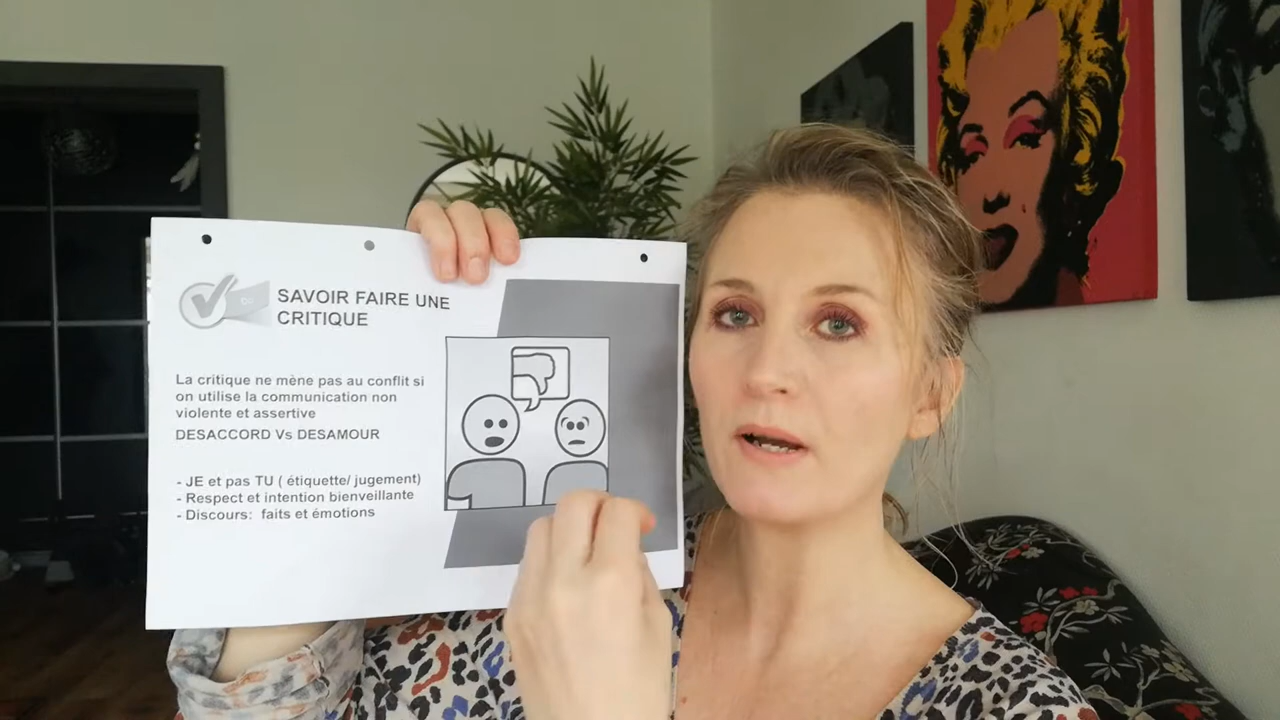 SAVOIR FAIRE UNE
CRITIQUE
La critique ne mène pas au conflit si
on utilise la communication non
violente et assertive
DESACCORD Vs DESAMOUR
- JE et pas TU ( étiquette/ jugement)
- Respect et intention bienveillante
- Discours: faits et émotions